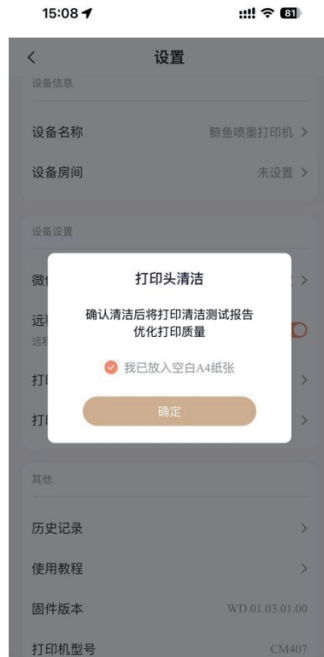 15:08
81
设置
设备信息
设备名称
鲸鱼喷墨打印机
设备房间
未设置
设备设置
打印头清洁
确认清洁后将打印清洁测试报告
优化打印质量
我已放入空白A4纸张
确定
其他
历史记录
使用教程
固件版本
WD.01.03.01.00
打印机型号
CM407